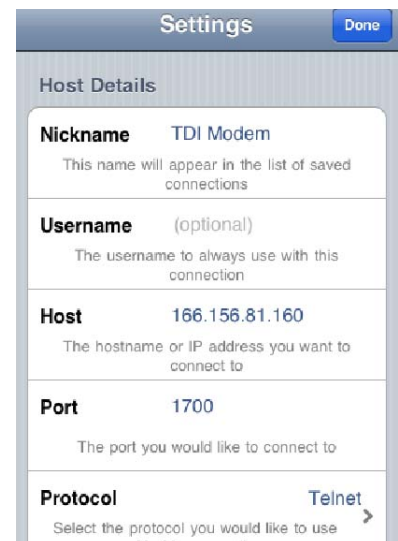 Settings
Done
Host Details
Nickname TDI Modem
This name will appear in the list of saved
connections
Username (optional)
The username to always use with this
connection
Host 166.156.81.160
The hostname or IP address you want to
connect to
Port 1700
The port you would like to connect to
Protocol Telnet
Select the protocol you would like to use